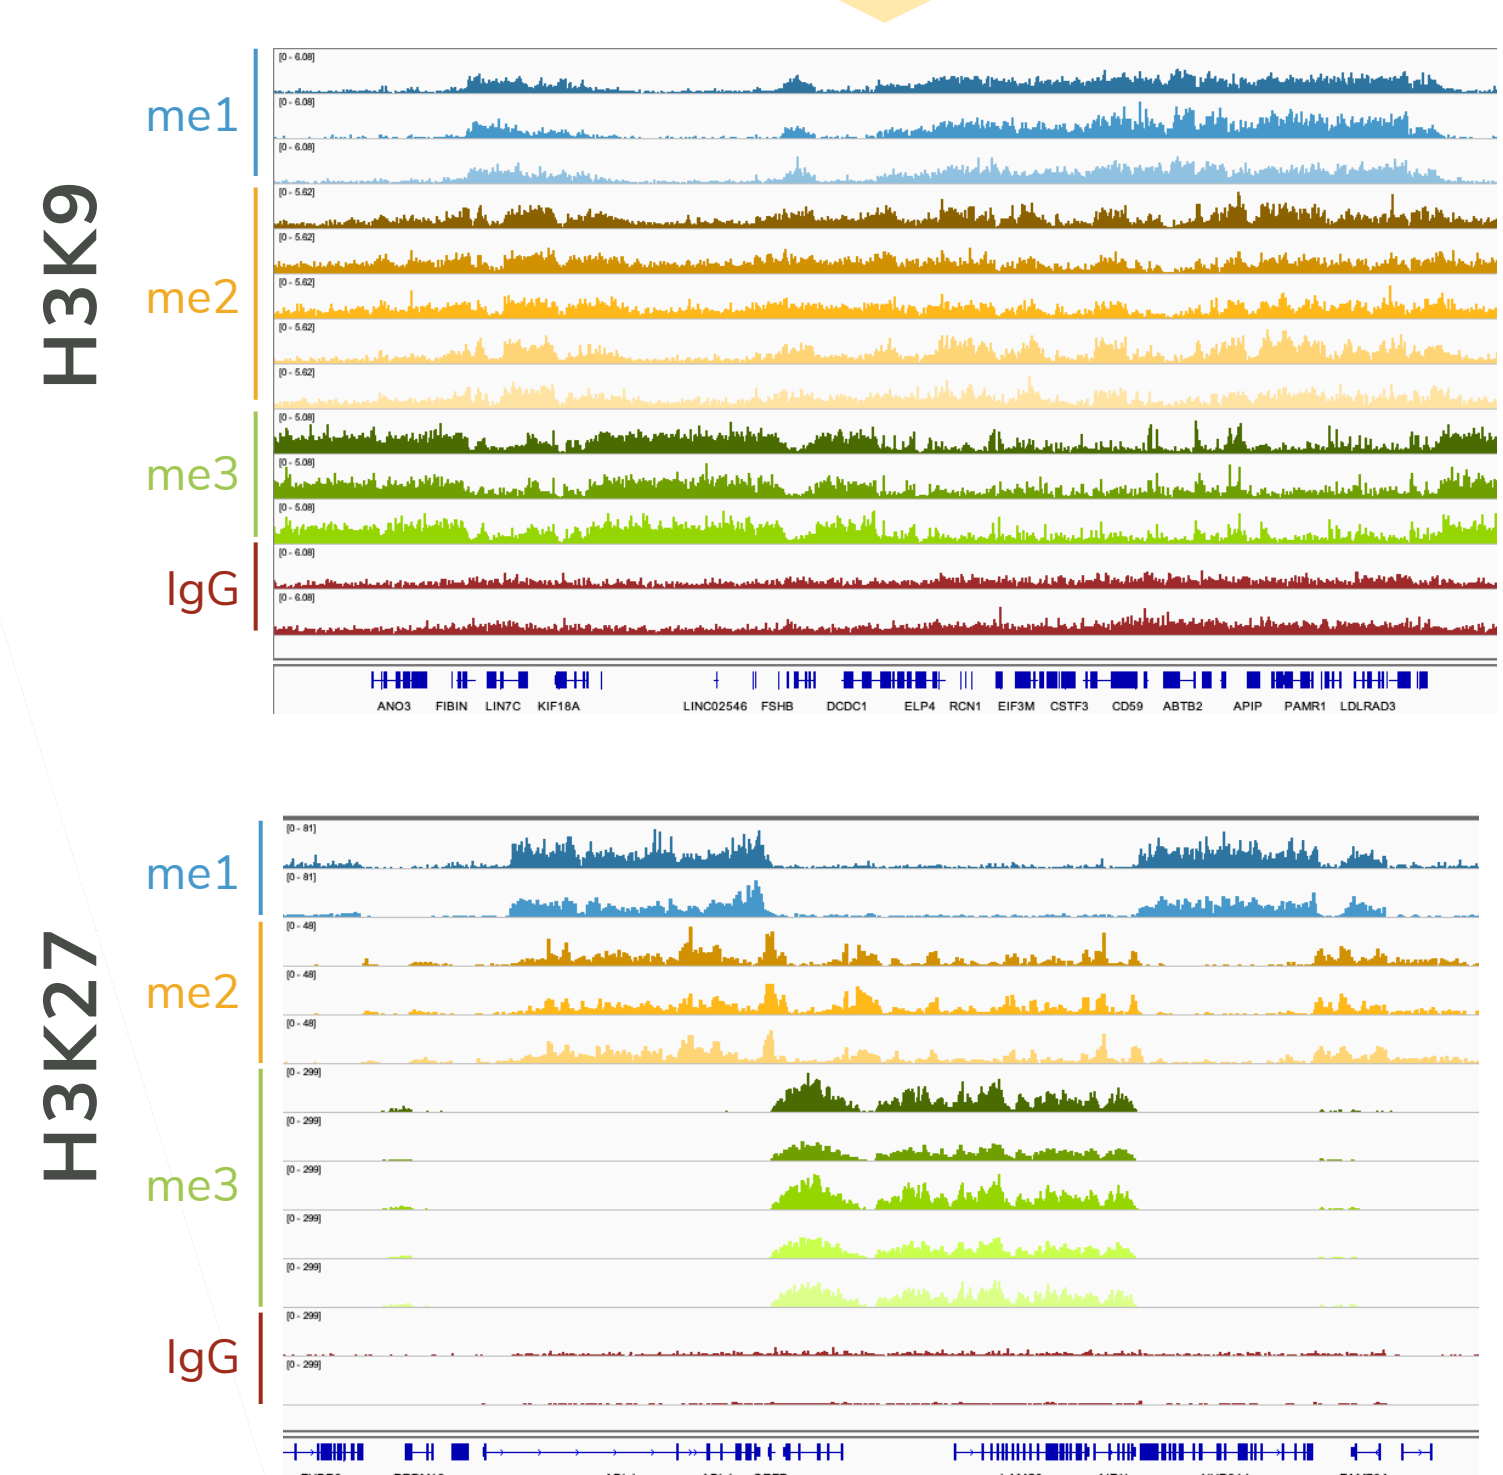 H3K9
me1
[0 - 6.08]
[0 - 6.08]
[0 - 6.08]
me2
[0 - 5.62]
[0 - 5.62]
[0 - 5.62]
[0 - 5.62]
[0 - 5.62]
me3
[0 - 5.08]
[0 - 5.08]
[0 - 5.08]
IgG
[0 - 6.08]
[0 - 6.08]
ANO3 FIBIN LIN7C KIF18A LINC02546 FSHB DCDC1 ELP4 RCN1 EIF3M CSTF3 CD59 ABTB2 APIP PAMR1 LDLRAD3
H3K27
me1
[0 - 81]
[0 - 81]
me2
[0 - 48]
[0 - 48]
[0 - 48]
me3
[0 - 299]
[0 - 299]
[0 - 299]
[0 - 299]
[0 - 299]
IgG
[0 - 299]
[0 - 299]